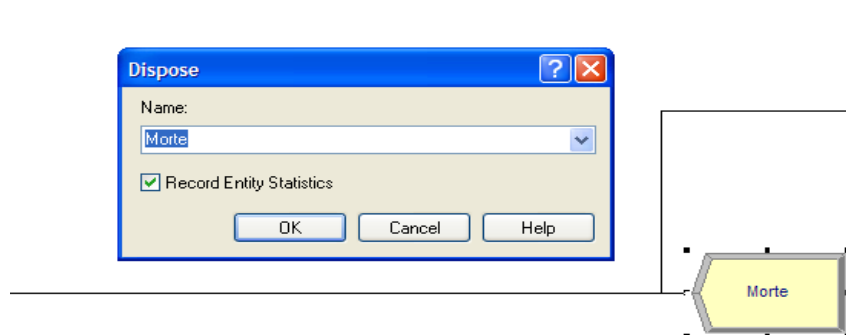 Dispose
Name:
Morte
Record Entity Statistics
OK Cancel Help
Morte